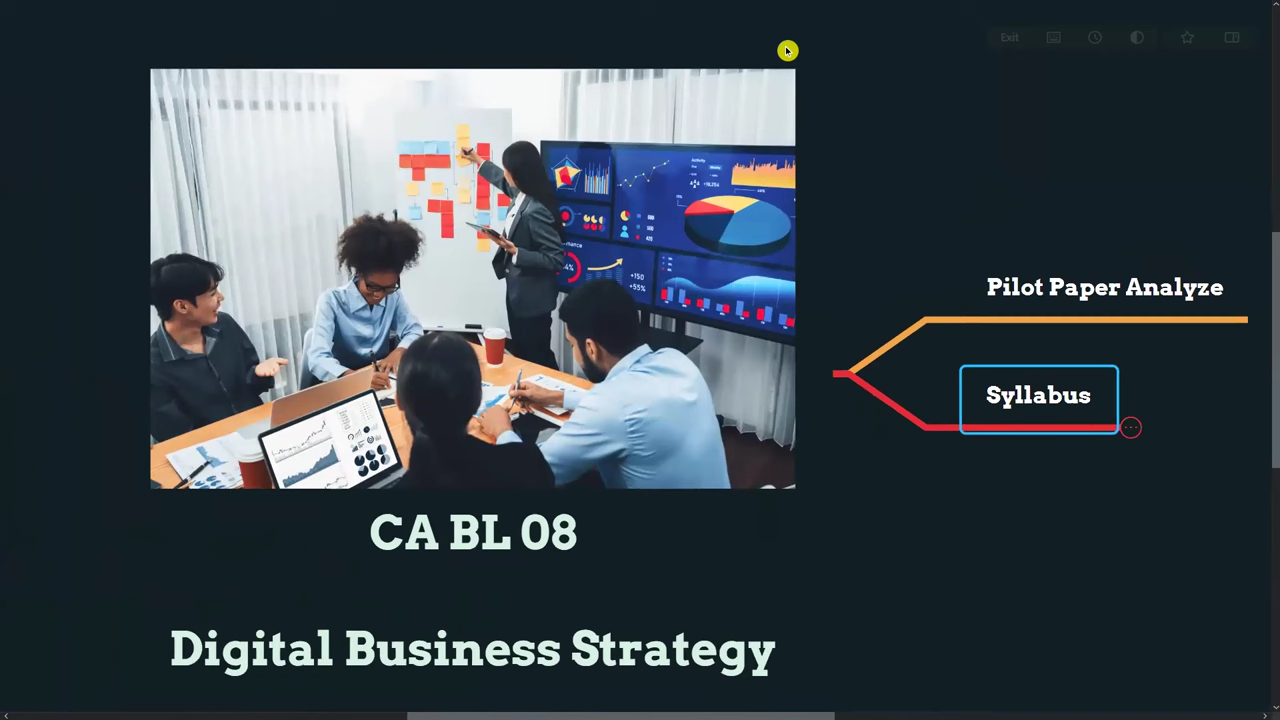 Exit
Pilot Paper Analyze
Syllabus
CA BL 08
Digital Business Strategy